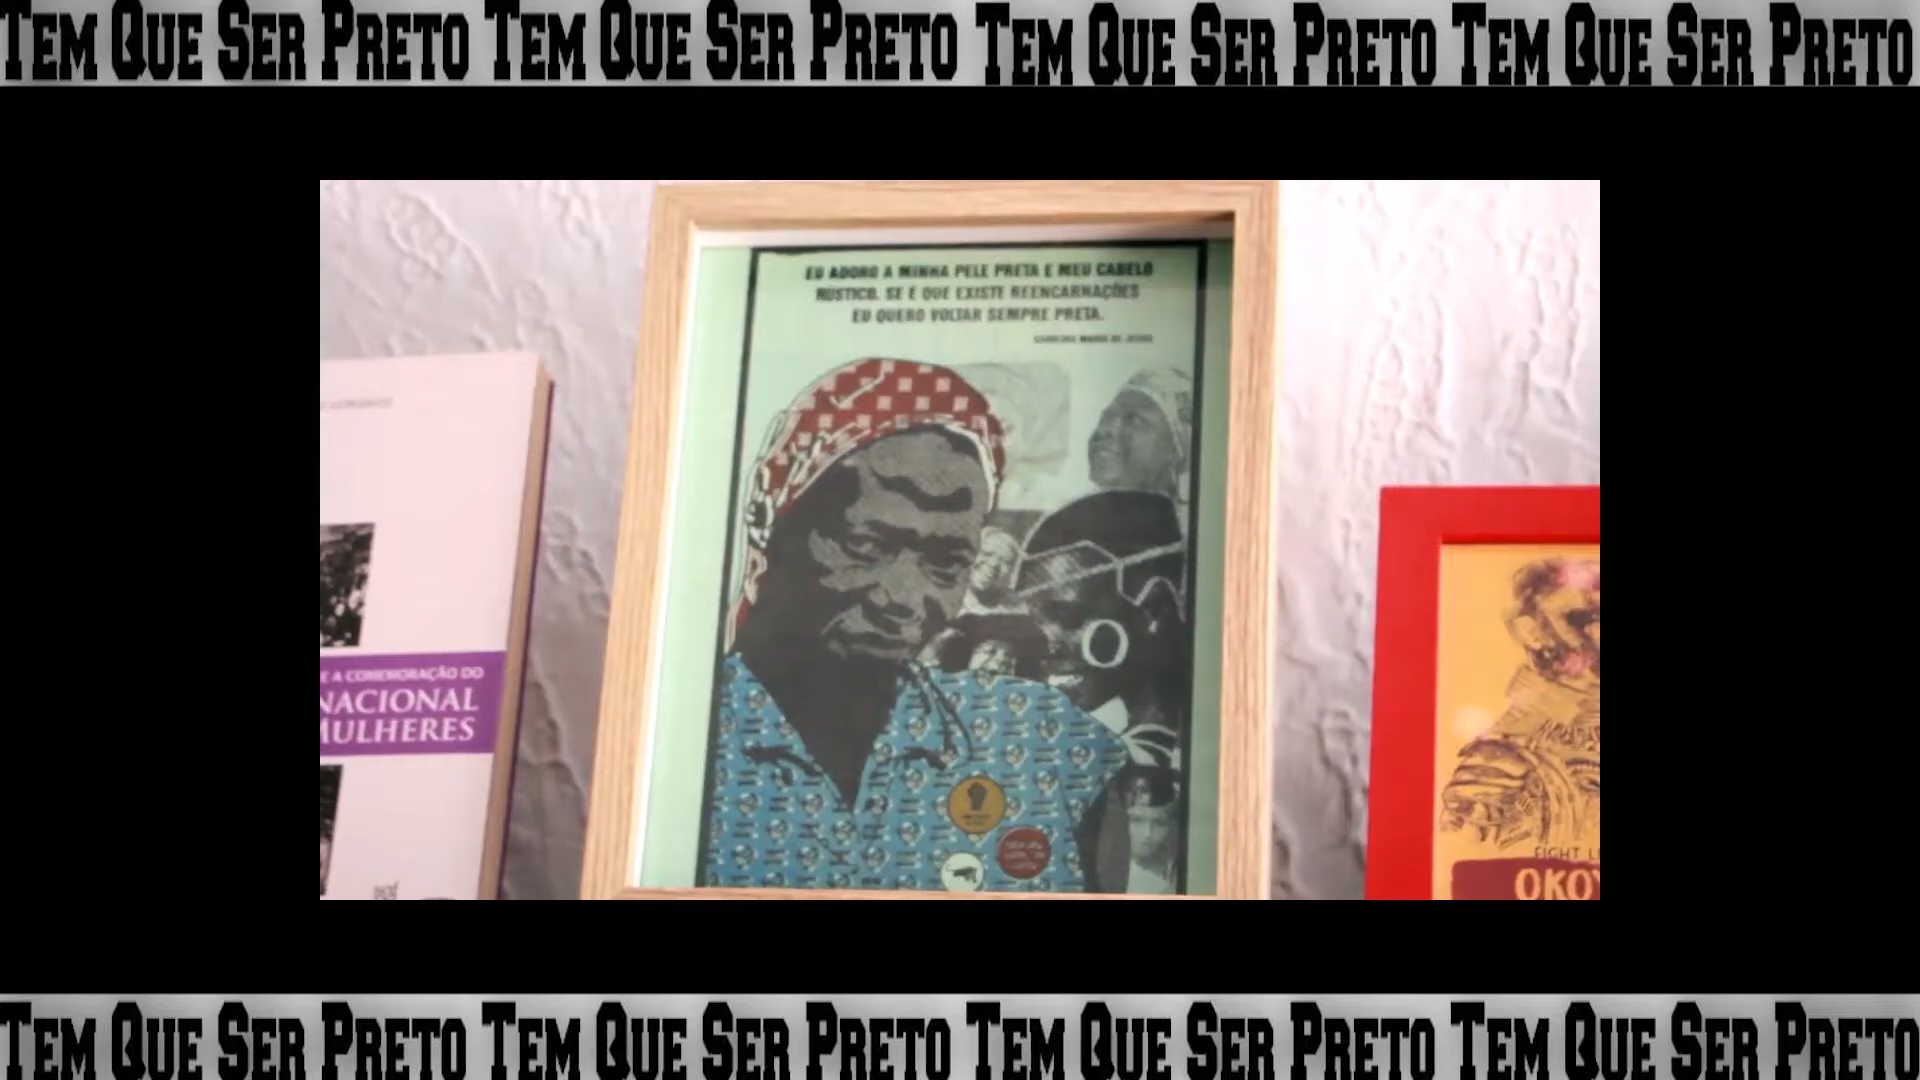 TEM QUE SER PRETO TEM QUE SER PRETO TEM QUE SER PRETO TEM QUE SER PRETO
EU ADORO A MINHA PELE PRETA E MEU CABELO
RÚSTICO. SE É QUE EXISTE REENCARNAÇÕES
EU QUERO VOLTAR SEMPRE PRETA.
CAROLINA MARIA DE JESUS
E A COMEMORAÇÃO DO
NACIONAL
MULHERES
FIGHT
OKOY
TEM QUE SER PRETO TEM QUE SER PRETO TEM QUE SER PRETO TEM QUE SER PRETO